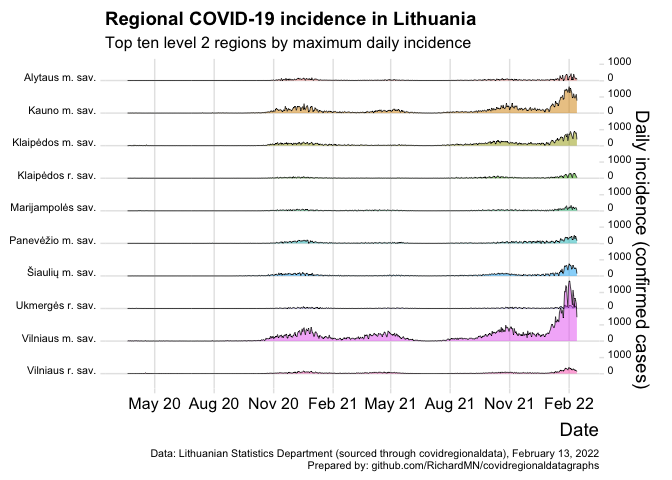 Regional COVID-19 incidence in Lithuania
Top ten level 2 regions by maximum daily incidence
Alytaus m. sav.
1000
0
Kauno m. sav.
1000
0
Klaipėdos m. sav.
1000
0
Klaipėdos r. sav.
1000
0
Marijampolės sav.
1000
0
Panevėžio m. sav.
1000
0
Šiaulių m. sav.
1000
0
Ukmergės r. sav.
1000
0
Vilniaus m. sav.
1000
0
Vilniaus r. sav.
1000
0
Daily incidence (confirmed cases)
May 20 Aug 20 Nov 20 Feb 21 May 21 Aug 21 Nov 21 Feb 22
Date
Data: Lithuanian Statistics Department (sourced through covidregionaldata), February 13, 2022
Prepared by: github.com/RichardMN/covidregionaldatagraphs